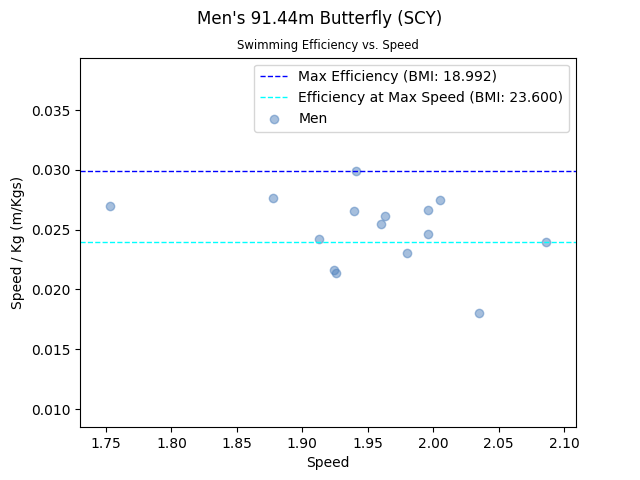 Men's 91.44m Butterfly (SCY)
Swimming Efficiency vs. Speed
Max Efficiency (BMI: 18.992)
Efficiency at Max Speed (BMI: 23.600)
Men
Speed / Kg (m/Kgs)
0.035
0.030
0.025
0.020
0.015
0.010
1.75 1.80 1.85 1.90 1.95 2.00 2.05 2.10
Speed